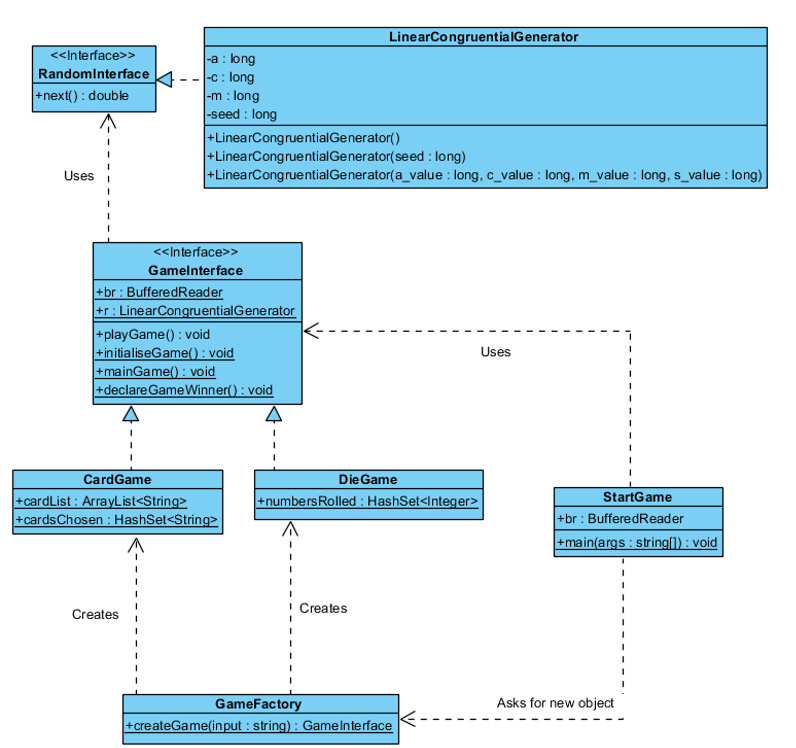 <<Interface>>
RandomInterface
+next() : double
LinearCongruentialGenerator
-a : long
-c : long
-m : long
-seed : long
+LinearCongruentialGenerator()
+LinearCongruentialGenerator(seed : long)
+LinearCongruentialGenerator(a_value : long, c_value : long, m_value : long, s_value : long)
Uses
<<Interface>>
GameInterface
+br : BufferedReader
+r : LinearCongruentialGenerator
+playGame() : void
+initialiseGame() : void
+mainGame() : void
+declareGameWinner() : void
Uses
CardGame
+cardList : ArrayList<String>
+cardsChosen : HashSet<String>
DieGame
+numbersRolled : HashSet<Integer>
StartGame
+br : BufferedReader
+main(args : string[]) : void
Creates
Creates
Asks for new object
GameFactory
+createGame(input : string) : GameInterface